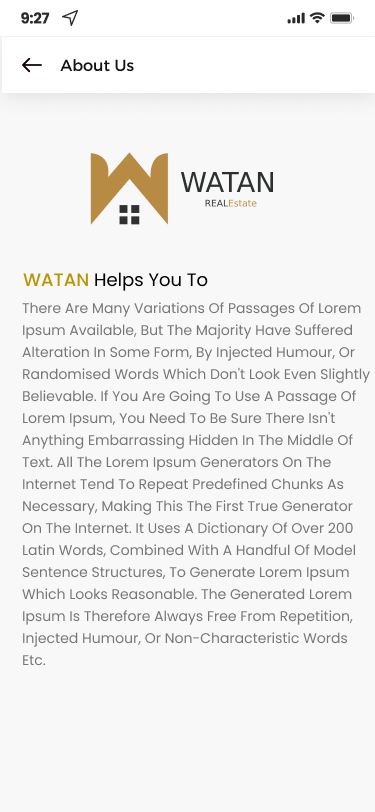 9:27
About Us
WATAN
REALEstate
WATAN Helps You To
There Are Many Variations Of Passages Of Lorem
Ipsum Available, But The Majority Have Suffered
Alteration In Some Form, By Injected Humour, Or
Randomised Words Which Don't Look Even Slightly
Believable. If You Are Going To Use A Passage Of
Lorem Ipsum, You Need To Be Sure There Isn't
Anything Embarrassing Hidden In The Middle Of
Text. All The Lorem Ipsum Generators On The
Internet Tend To Repeat Predefined Chunks As
Necessary, Making This The First True Generator
On The Internet. It Uses A Dictionary Of Over 200
Latin Words, Combined With A Handful Of Model
Sentence Structures, To Generate Lorem Ipsum
Which Looks Reasonable. The Generated Lorem
Ipsum Is Therefore Always Free From Repetition,
Injected Humour, Or Non-Characteristic Words
Etc.